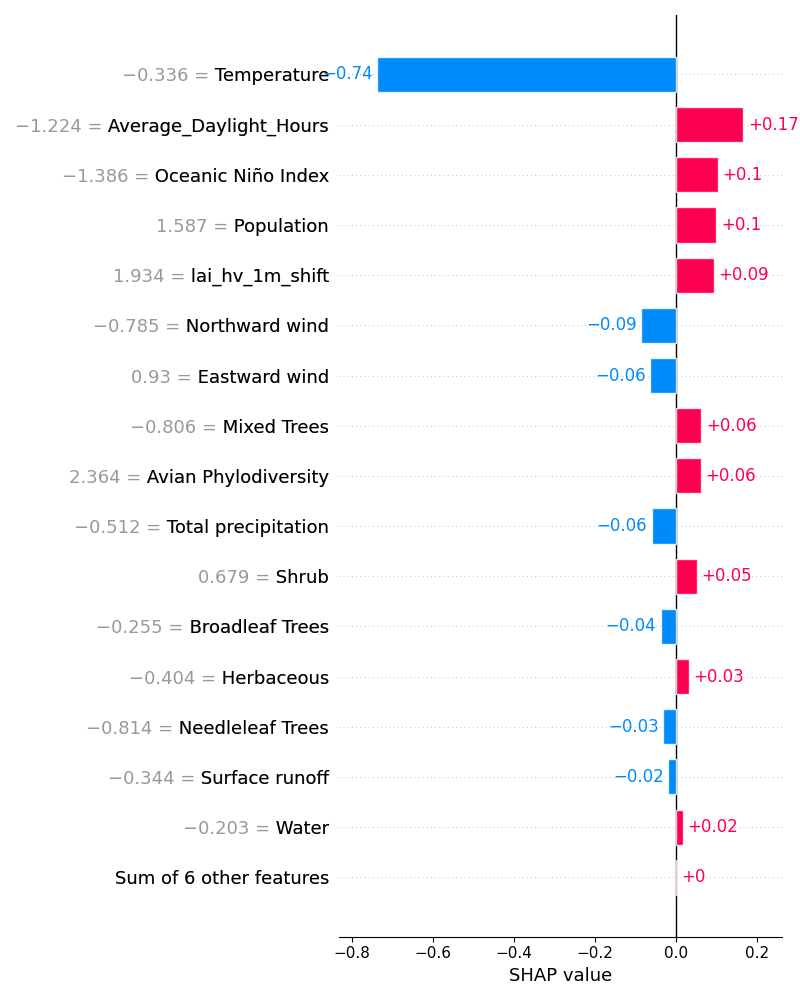 −0.336 = Temperature −0.74
−1.224 = Average_Daylight_Hours +0.17
−1.386 = Oceanic Niño Index +0.1
1.587 = Population +0.1
1.934 = lai_hv_1m_shift +0.09
−0.785 = Northward wind −0.09
0.93 = Eastward wind −0.06
−0.806 = Mixed Trees +0.06
2.364 = Avian Phylodiversity +0.06
−0.512 = Total precipitation −0.06
0.679 = Shrub +0.05
−0.255 = Broadleaf Trees −0.04
−0.404 = Herbaceous +0.03
−0.814 = Needleleaf Trees −0.03
−0.344 = Surface runoff −0.02
−0.203 = Water +0.02
Sum of 6 other features +0
−0.8 −0.6 −0.4 −0.2 0.0 0.2
SHAP value